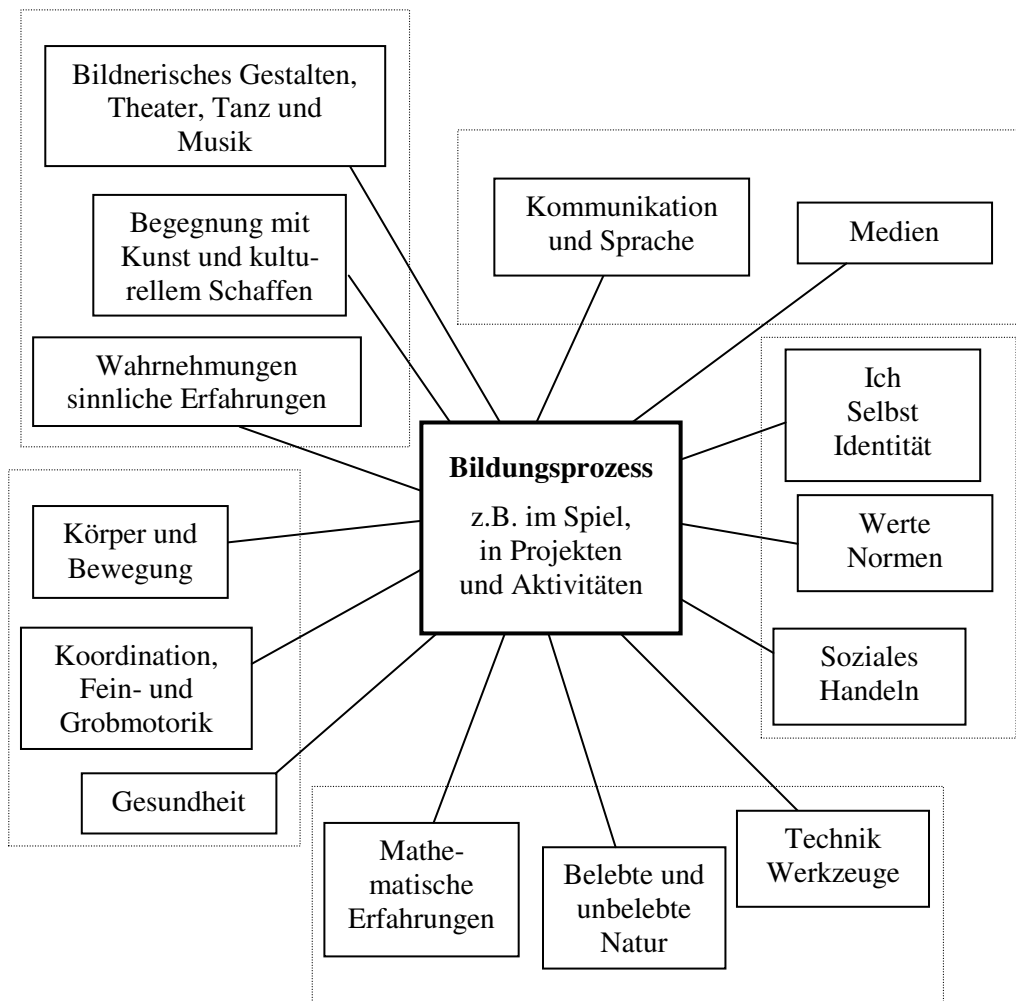 Bildnerisches Gestalten,
Theater, Tanz und
Musik
Begegnung mit
Kunst und kultu-
rellem Schaffen
Wahrnehmungen
sinnliche Erfahrungen
Kommunikation
und Sprache
Medien
Ich
Selbst
Identität
Werte
Normen
Soziales
Handeln
Bildungsprozess
z.B. im Spiel,
in Projekten
und Aktivitäten
Körper und
Bewegung
Koordination,
Fein- und
Grobmotorik
Gesundheit
Mathe-
matische
Erfahrungen
Belebte und
unbelebte
Natur
Technik
Werkzeuge